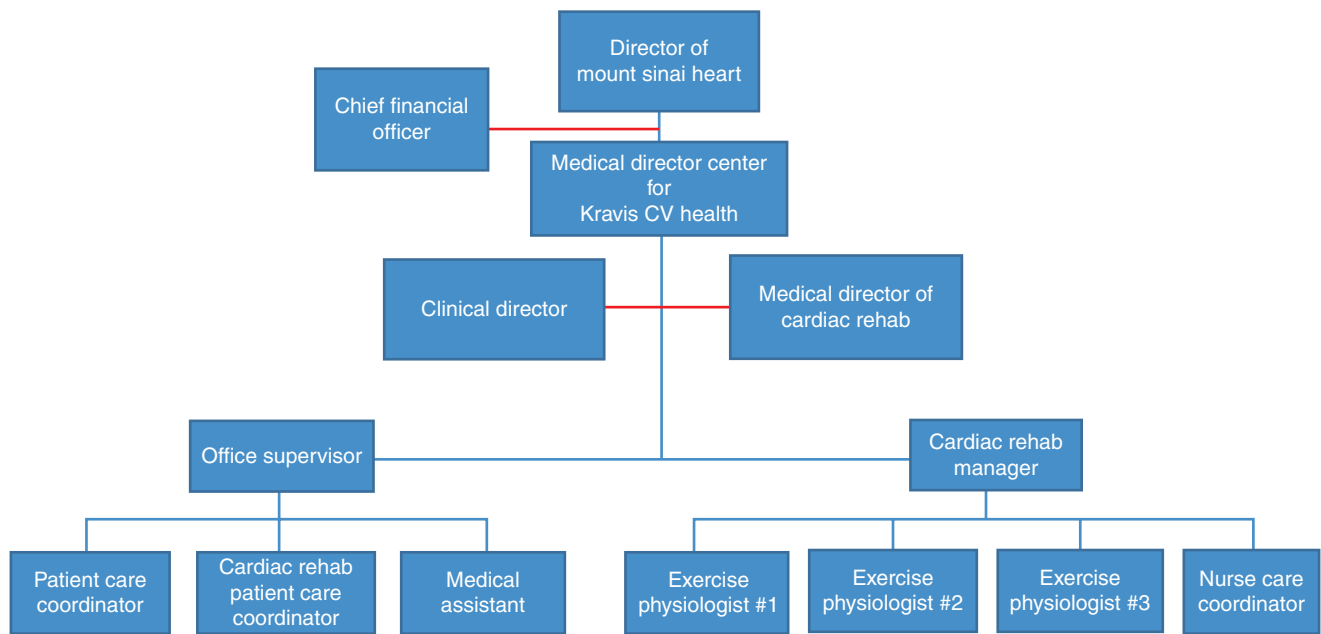 Director of
mount sinai heart
Chief financial
officer
Medical director center
for
Kravis CV health
Clinical director
Medical director of
cardiac rehab
Office supervisor
Cardiac rehab
manager
Patient care
coordinator
Cardiac rehab
patient care
coordinator
Medical
assistant
Exercise
physiologist #1
Exercise
physiologist #2
Exercise
physiologist #3
Nurse care
coordinator